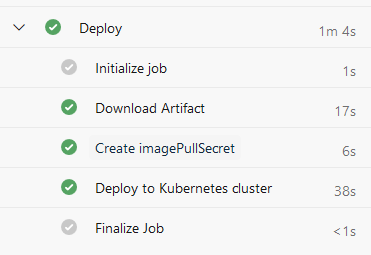 Deploy 1m 4s
Initialize job 1s
Download Artifact 17s
Create imagePullSecret 6s
Deploy to Kubernetes cluster 38s
Finalize Job <1s